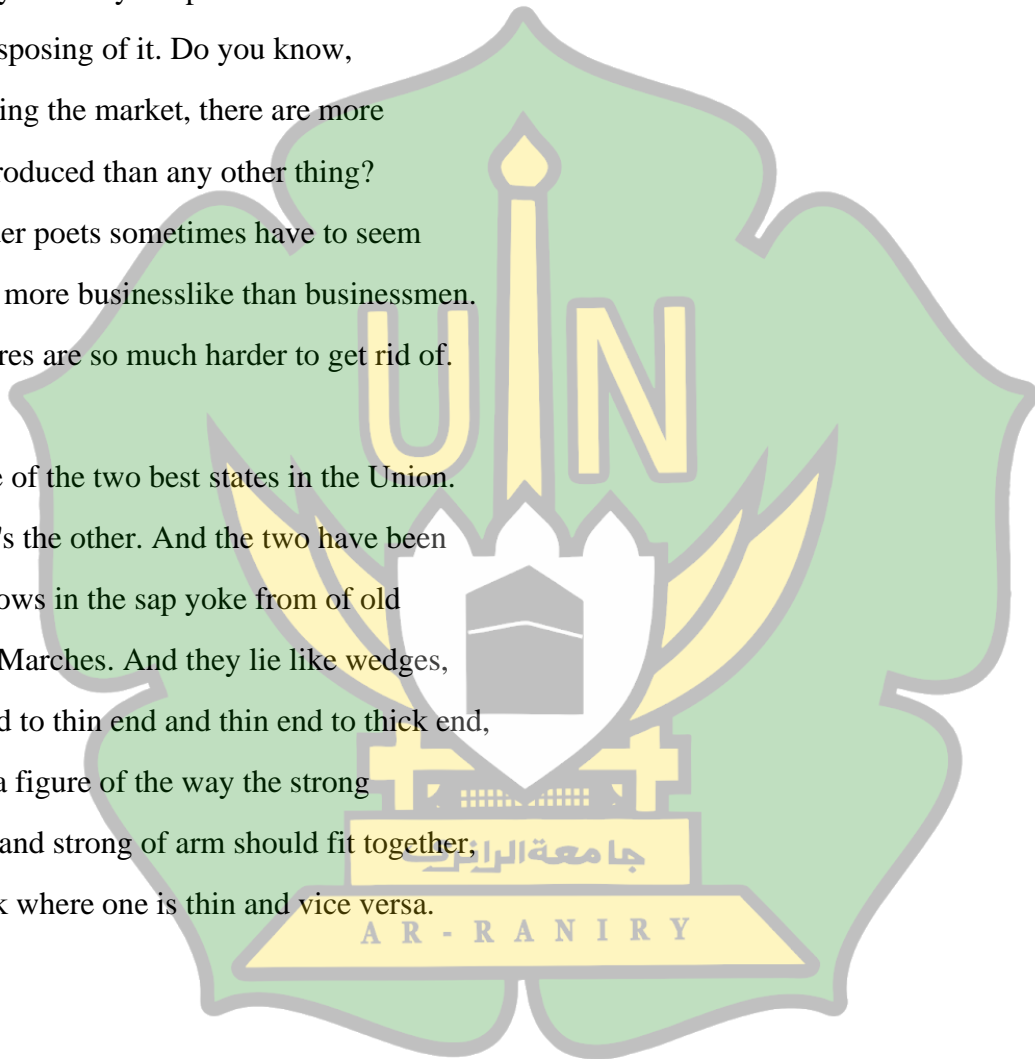 sposing of it. Do you know,
ing the market, there are more
roduced than any other thing?
er poets sometimes have to seem
more businesslike than businessmen.
res are so much harder to get rid of.
e of the two best states in the Union.
's the other. And the two have been
ows in the sap yoke from of old
Marches. And they lie like wedges,
d to thin end and thin end to thick end,
a figure of the way the strong
and strong of arm should fit together,
k where one is thin and vice versa.
U N
جامعةالرانري
AR-RANIRY